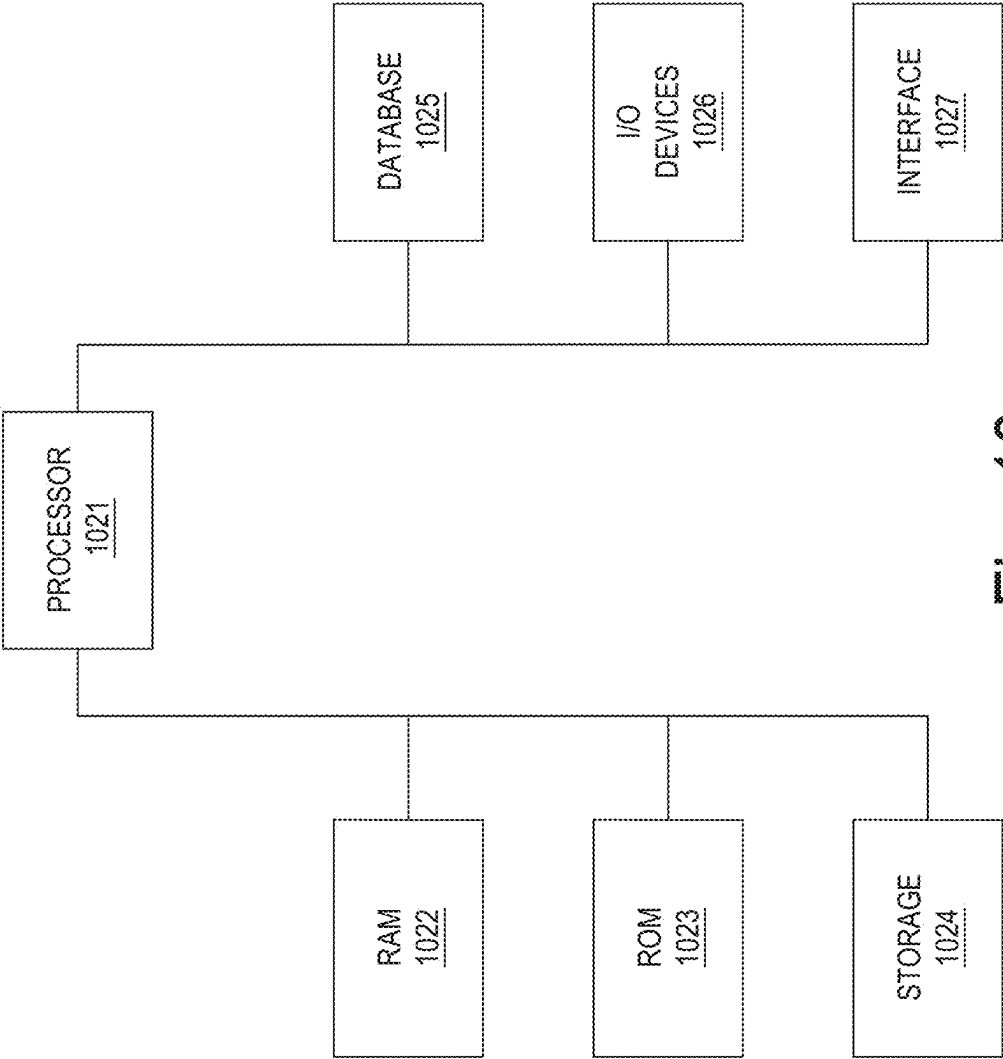 PROCESSOR
1021
RAM
1022
ROM
1023
STORAGE
1024
DATABASE
1025
I/O
DEVICES
1026
INTERFACE
1027